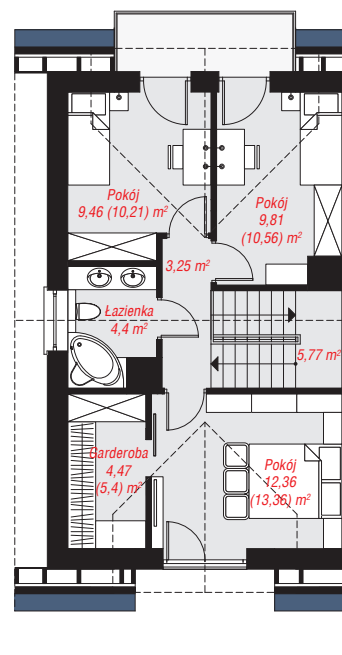 Pokój
9,46 (10,21) m²
Pokój
9,81
(10,56) m²
3,25 m²
Łazienka
4,4 m²
5,77 m²
Garderoba
4,47
(5,4) m²
Pokój
12,36
(13,36) m²